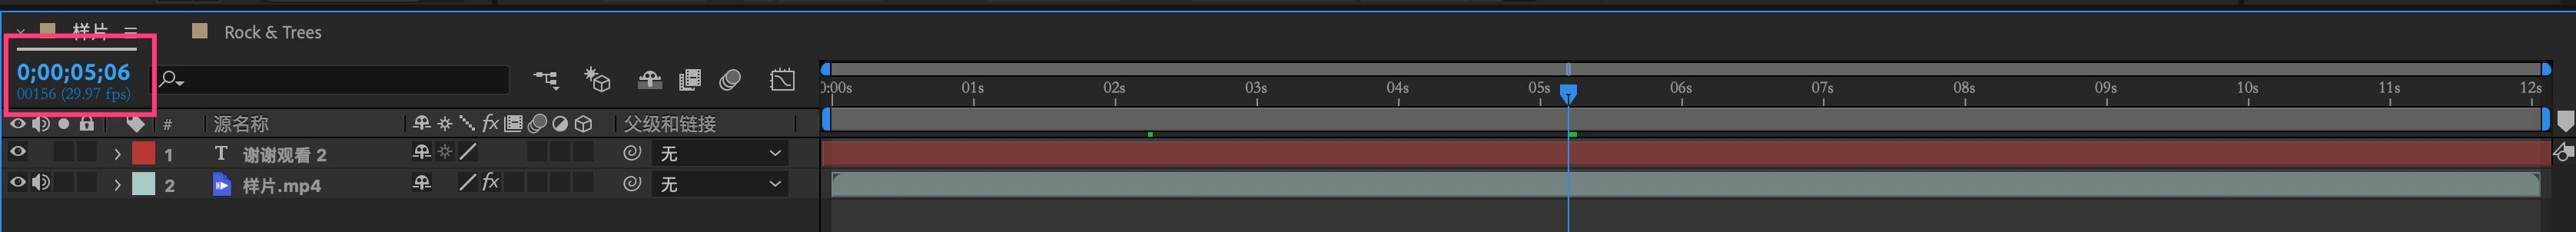 样片 Rock & Trees
0;00;05;06
00156 (29.97 fps)
0:00s 01s 02s 03s 04s 05s 06s 07s 08s 09s 10s 11s 12s
# 源名称 fx 父级和链接
1 T 谢谢观看 2 无
2 样片.mp4 fx 无